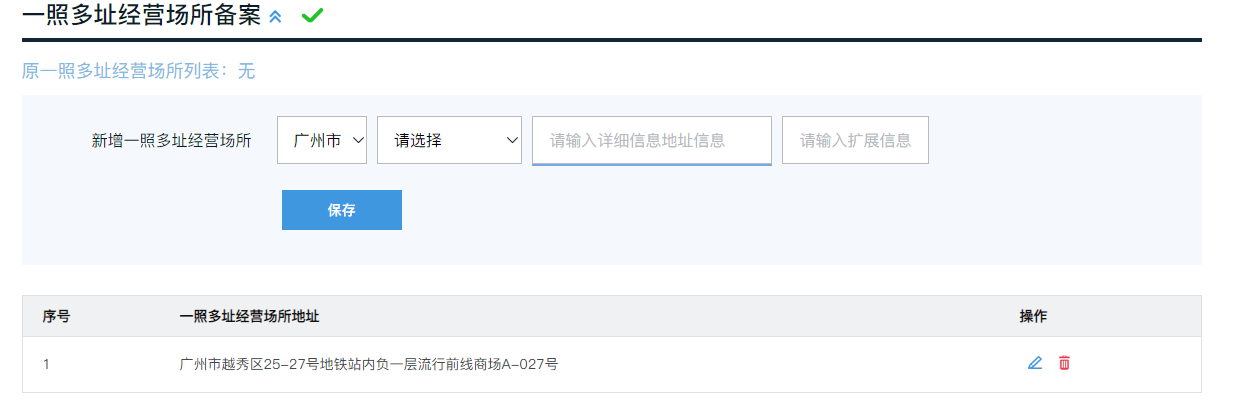 一照多址经营场所备案
原一照多址经营场所列表：无
新增一照多址经营场所 广州市 请选择 请输入详细信息地址信息 请输入扩展信息
保存
序号 一照多址经营场所地址 操作
1 广州市越秀区25-27号地铁站内负一层流行前线商场A-027号